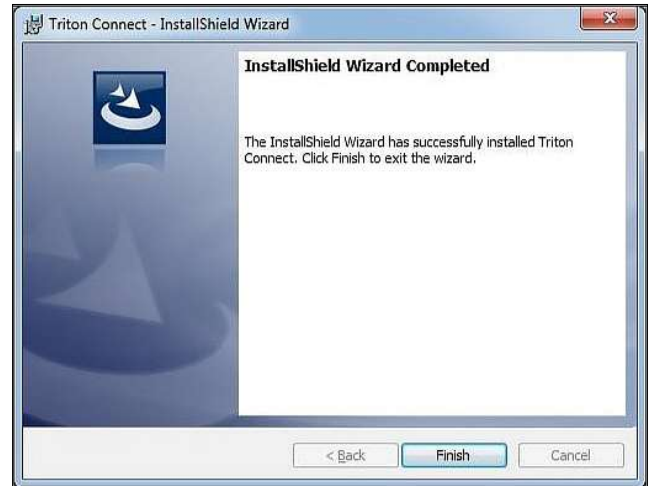 Triton Connect - InstallShield Wizard
InstallShield Wizard Completed
The InstallShield Wizard has successfully installed Triton
Connect. Click Finish to exit the wizard.
< Back Finish Cancel